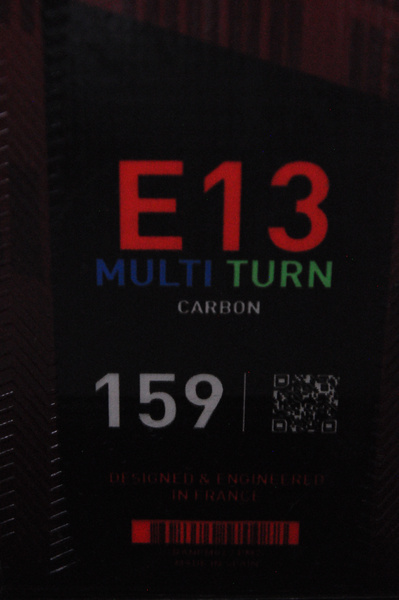 E13
MULTI TURN
CARBON
159
DESIGNED & ENGINEERED
IN FRANCE